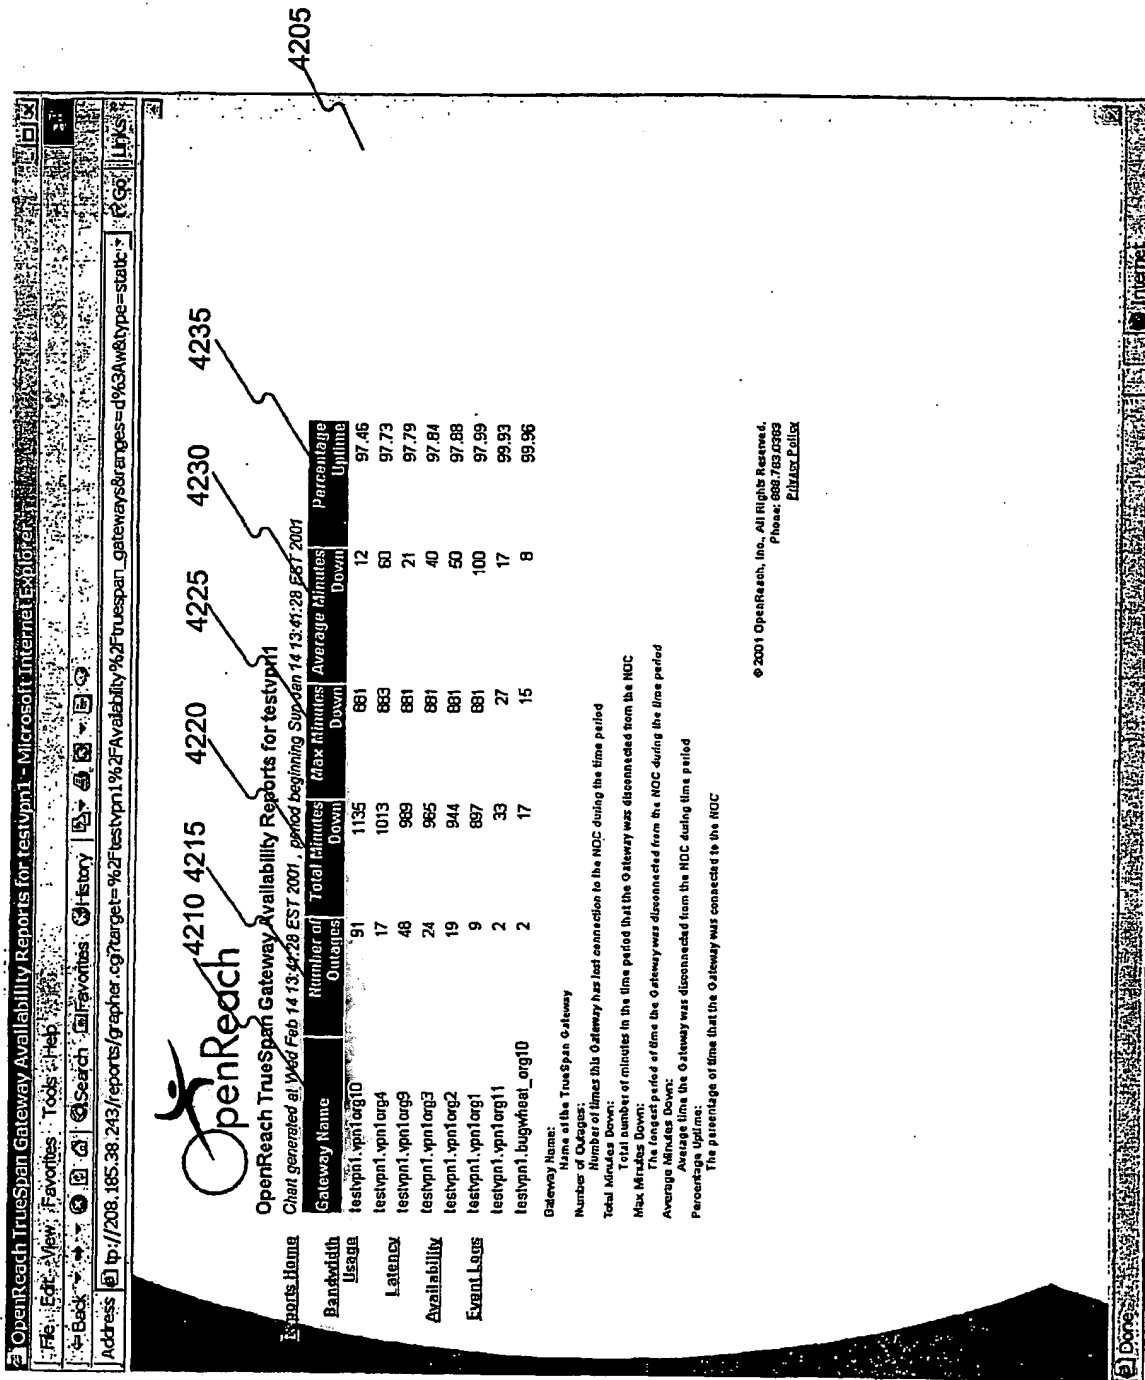 4205
OpenReach TrueSpan Gateway Availability Reports for testvpn1 - Microsoft Internet Explorer
File Edit View Favorites Tools Help
Back Search Favorites History
Address tp://208.185.38.243/reports/grapher.cgi?target=%2Ftestvpn1%2FAvailability%2Ftruespan_gateways&ranges=d%3Aw&type=static Go Links
4210 4215 4220 4225 4230 4235
OpenReach
OpenReach TrueSpan Gateway Availability Reports for testvpn1
Chart generated at Wed Feb 14 13:41:28 EST 2001, period beginning Sun Jan 14 13:41:28 EST 2001
Reports Home
Bandwidth Usage
Latency
Availability
Event Logs
Gateway Name Number of Outages Total Minutes Down Max Minutes Down Average Minutes Down Percentage Uptime
testvpn1.vpn1org10 91 1135 881 12 97.46
testvpn1.vpn1org4 17 1013 883 60 97.73
testvpn1.vpn1org9 48 989 881 21 97.79
testvpn1.vpn1org3 24 965 881 40 97.84
testvpn1.vpn1org2 19 944 881 50 97.88
testvpn1.vpn1org1 9 897 881 100 97.99
testvpn1.vpn1org11 2 33 27 17 99.93
testvpn1.bugwheat_org10 2 17 15 8 99.96
Gateway Name:
Name of the TrueSpan Gateway
Number of Outages:
Number of times this Gateway has lost connection to the NOC during the time period
Total Minutes Down:
Total number of minutes in the time period that the Gateway was disconnected from the NOC
Max Minutes Down:
The longest period of time the Gateway was disconnected from the NOC during the time period
Average Minutes Down:
Average time the Gateway was disconnected from the NOC during time period
Percentage Uptime:
The percentage of time that the Gateway was connected to the NOC
©2001 OpenReach, Inc., All Rights Reserved.
Phone: 888.783.0383
Privacy Policy
Done Internet